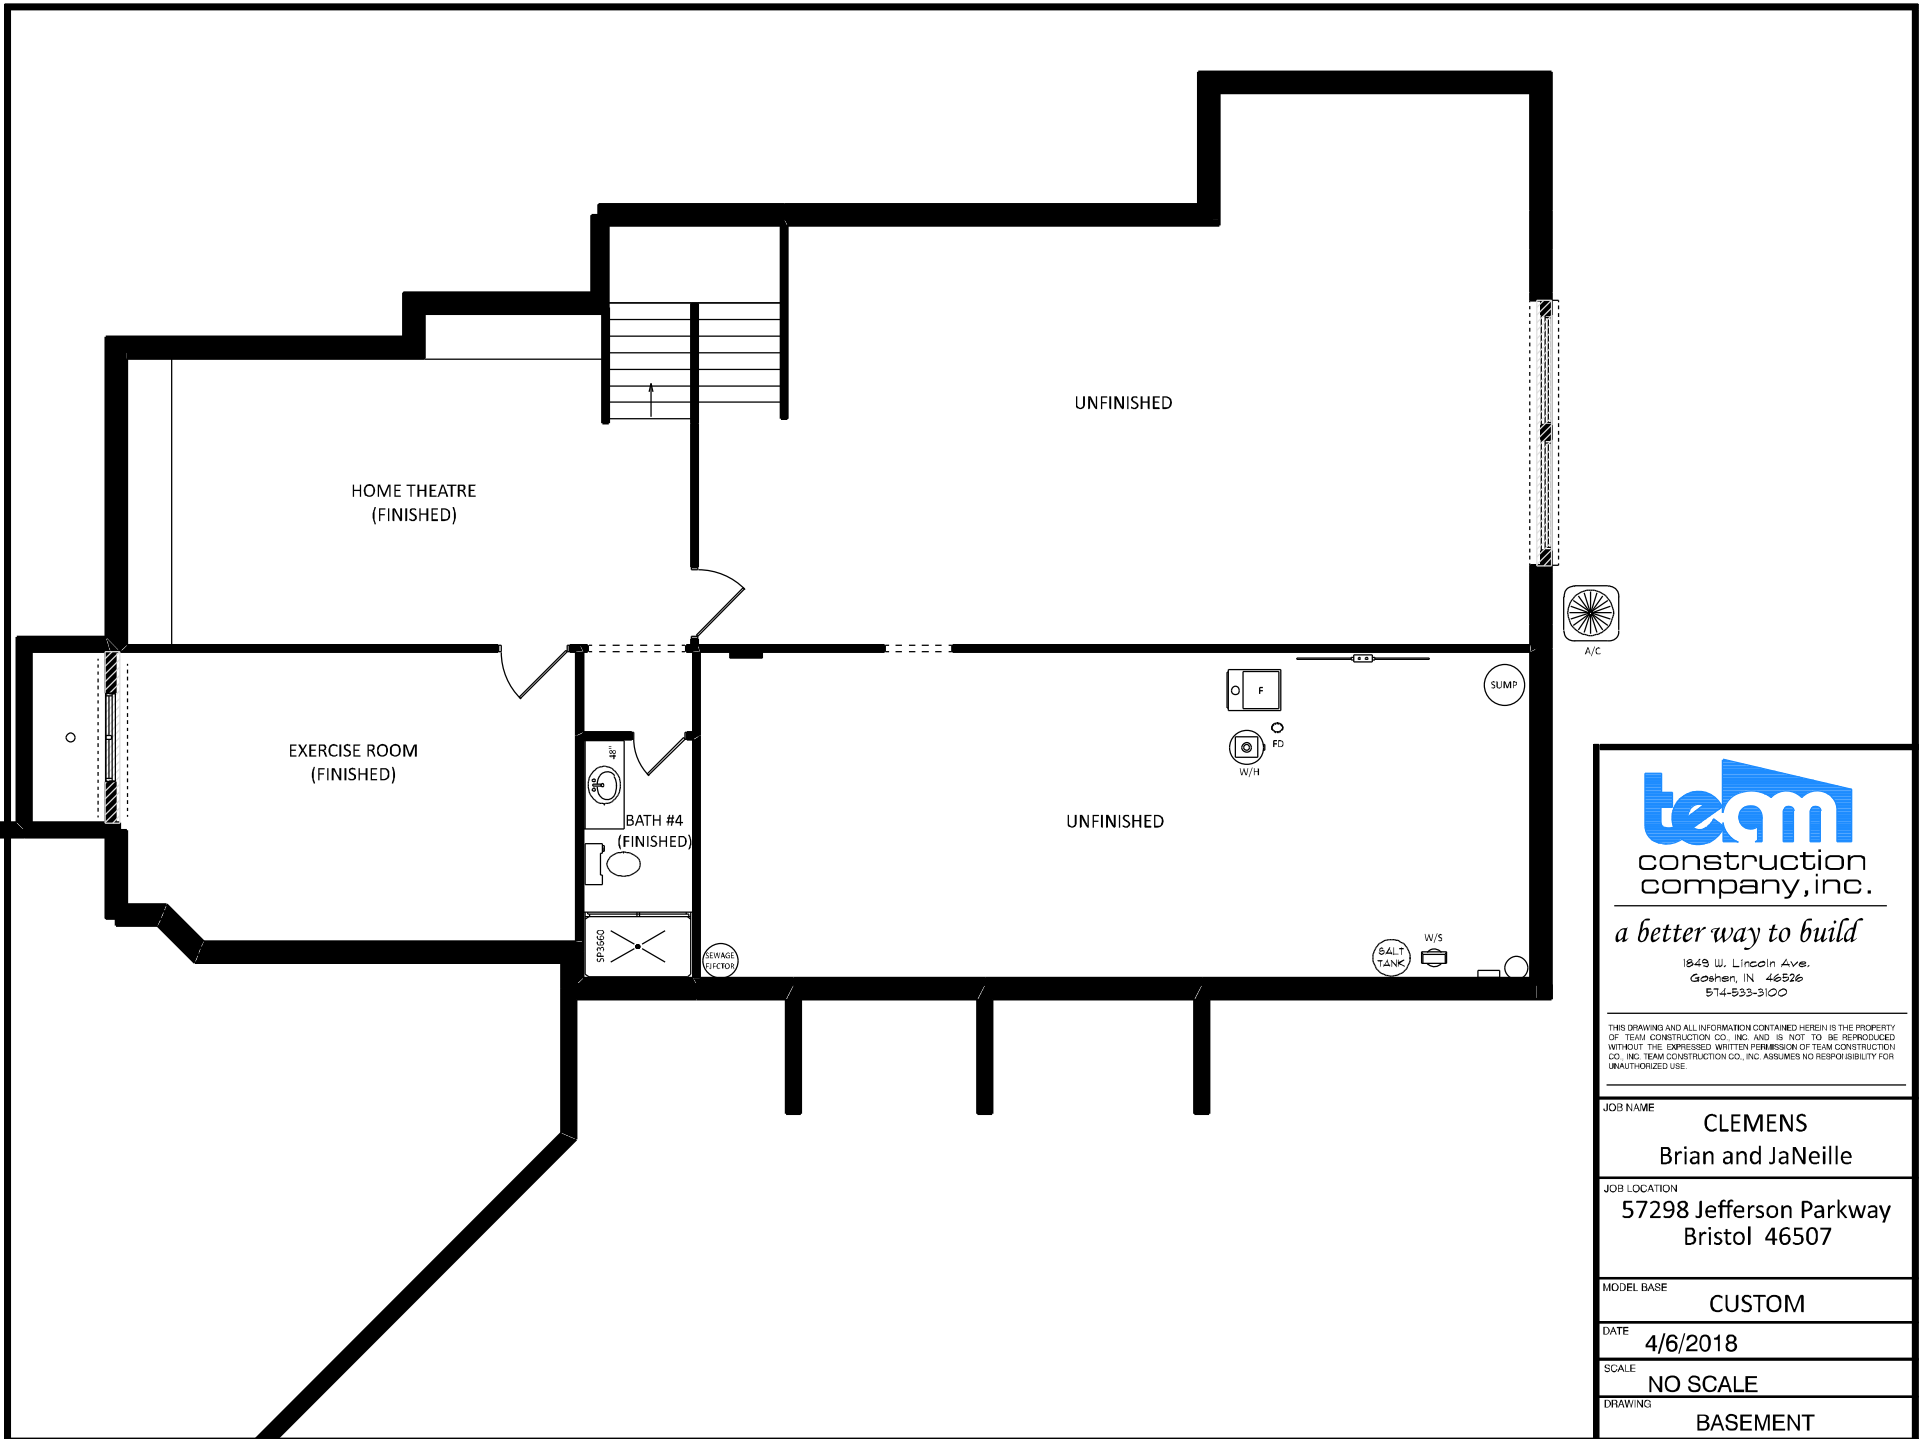 UNFINISHED
HOME THEATRE
(FINISHED)
A/C
F
SUMP
FD
W/H
EXERCISE ROOM
(FINISHED)
48"
BATH #4
(FINISHED)
UNFINISHED
SP3660
SEWAGE
EJECTOR
SALT
TANK
W/S
team
construction
company,inc.
a better way to build
1849 W. Lincoln Ave.
Goshen, IN 46526
574-533-3100
THIS DRAWING AND ALL INFORMATION CONTAINED HEREIN IS THE PROPERTY
OF TEAM CONSTRUCTION CO., INC. AND IS NOT TO BE REPRODUCED
WITHOUT THE EXPRESSED WRITTEN PERMISSION OF TEAM CONSTRUCTION
CO., INC. TEAM CONSTRUCTION CO., INC. ASSUMES NO RESPONSIBILITY FOR
UNAUTHORIZED USE.
JOB NAME
CLEMENS
Brian and JaNeille
JOB LOCATION
57298 Jefferson Parkway
Bristol 46507
MODEL BASE
CUSTOM
DATE
4/6/2018
SCALE
NO SCALE
DRAWING
BASEMENT